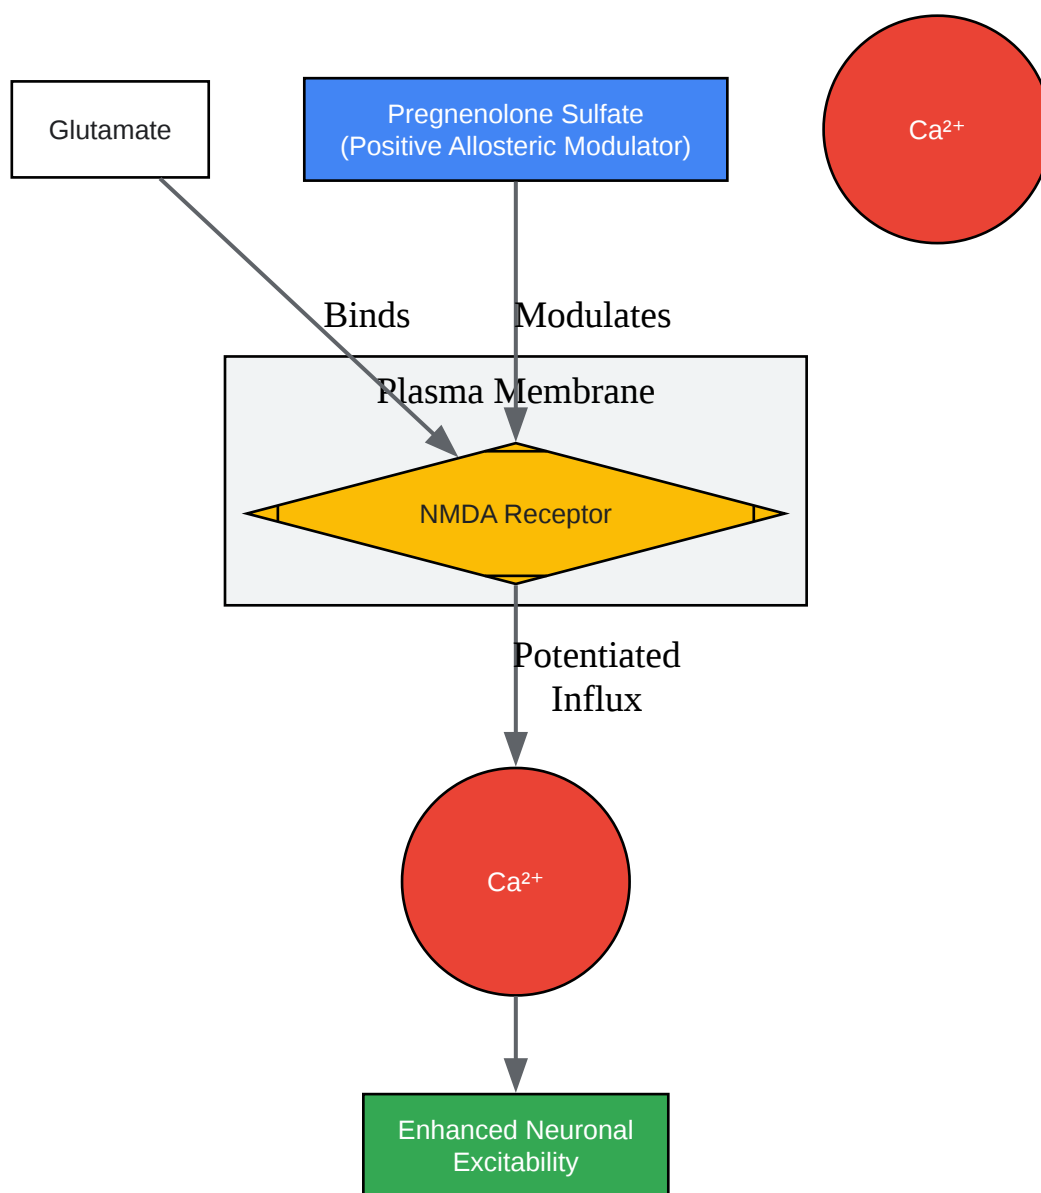 Glutamate
Pregnenolone Sulfate
(Positive Allosteric Modulator)
Ca²⁺
Binds
Modulates
Plasma Membrane
NMDA Receptor
Potentiated
Influx
Ca²⁺
Enhanced Neuronal
Excitability